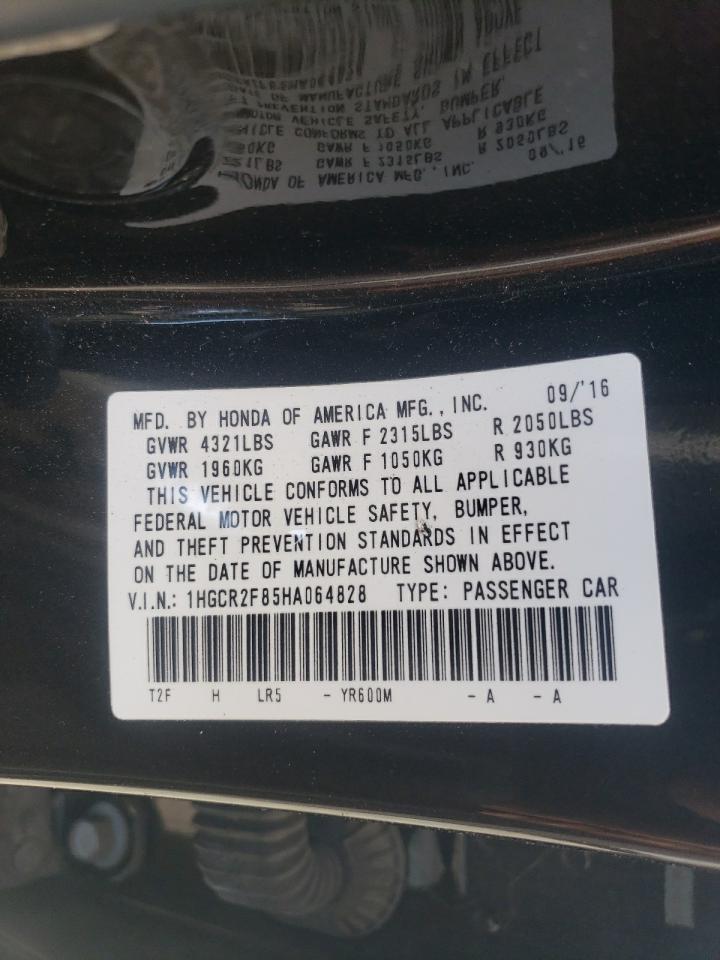 MFD. BY HONDA OF AMERICA MFG., INC. 09/'16
GVWR 4321LBS GAWR F 2315LBS R 2050LBS
GVWR 1960KG GAWR F 1050KG R 930KG
THIS VEHICLE CONFORMS TO ALL APPLICABLE
FEDERAL MOTOR VEHICLE SAFETY, BUMPER,
AND THEFT PREVENTION STANDARDS IN EFFECT
ON THE DATE OF MANUFACTURE SHOWN ABOVE.
V.I.N.: 1HGCR2F85HA064828 TYPE: PASSENGER CAR
T2F H LR5 - YR600M - A - A